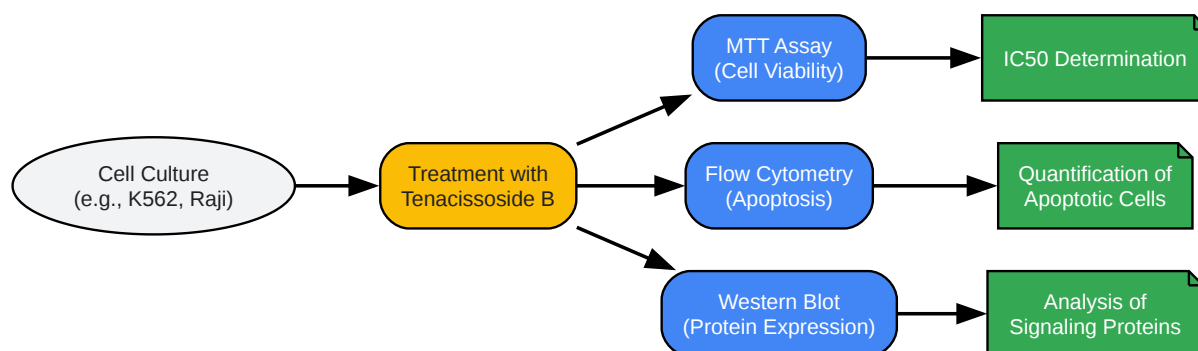 Cell Culture
(e.g., K562, Raji)
Treatment with
Tenacissoside B
MTT Assay
(Cell Viability)
IC50 Determination
Flow Cytometry
(Apoptosis)
Quantification of
Apoptotic Cells
Western Blot
(Protein Expression)
Analysis of
Signaling Proteins